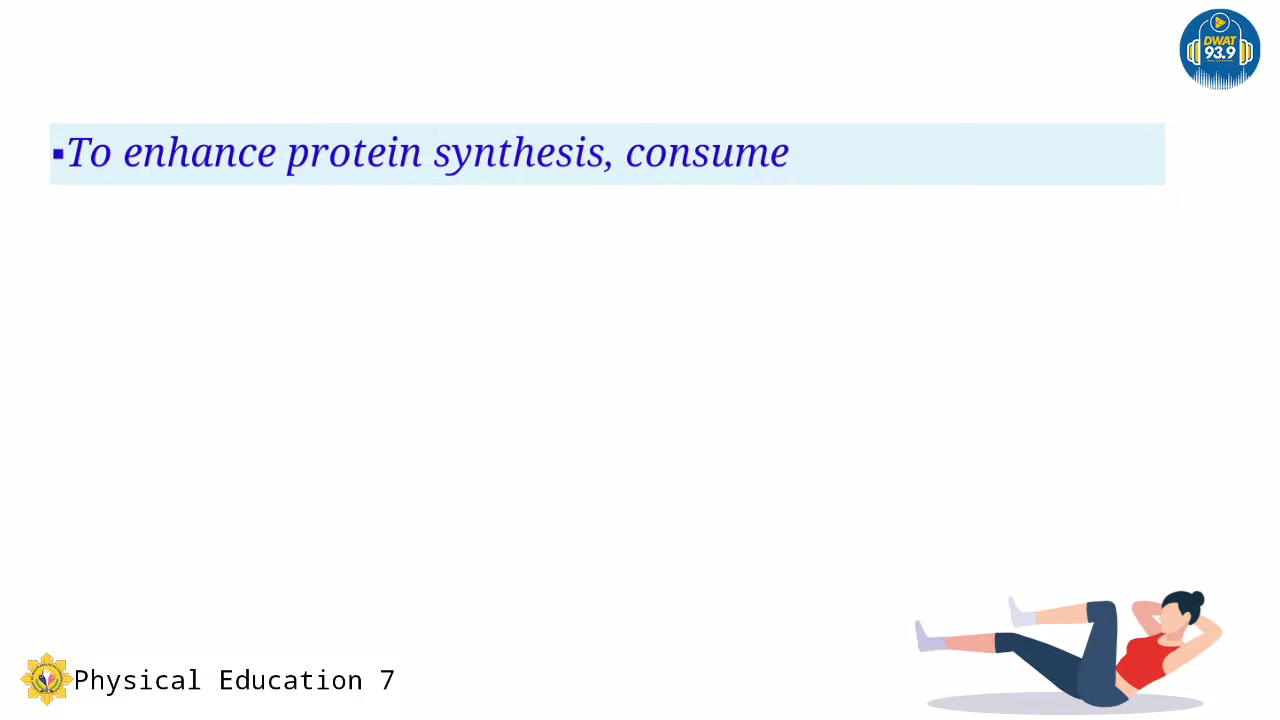 DWAT
93.9
▪To enhance protein synthesis, consume
Physical Education 7